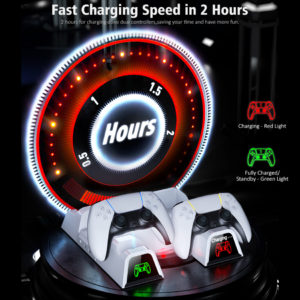 Fast Charging Speed in 2 Hours
2 hours for charging dual controllers,saving your time and have more fun.
0.5
1
1.5
2
Hours
Charging - Red Light
Fully Charged/
Standby - Green Light
Charging